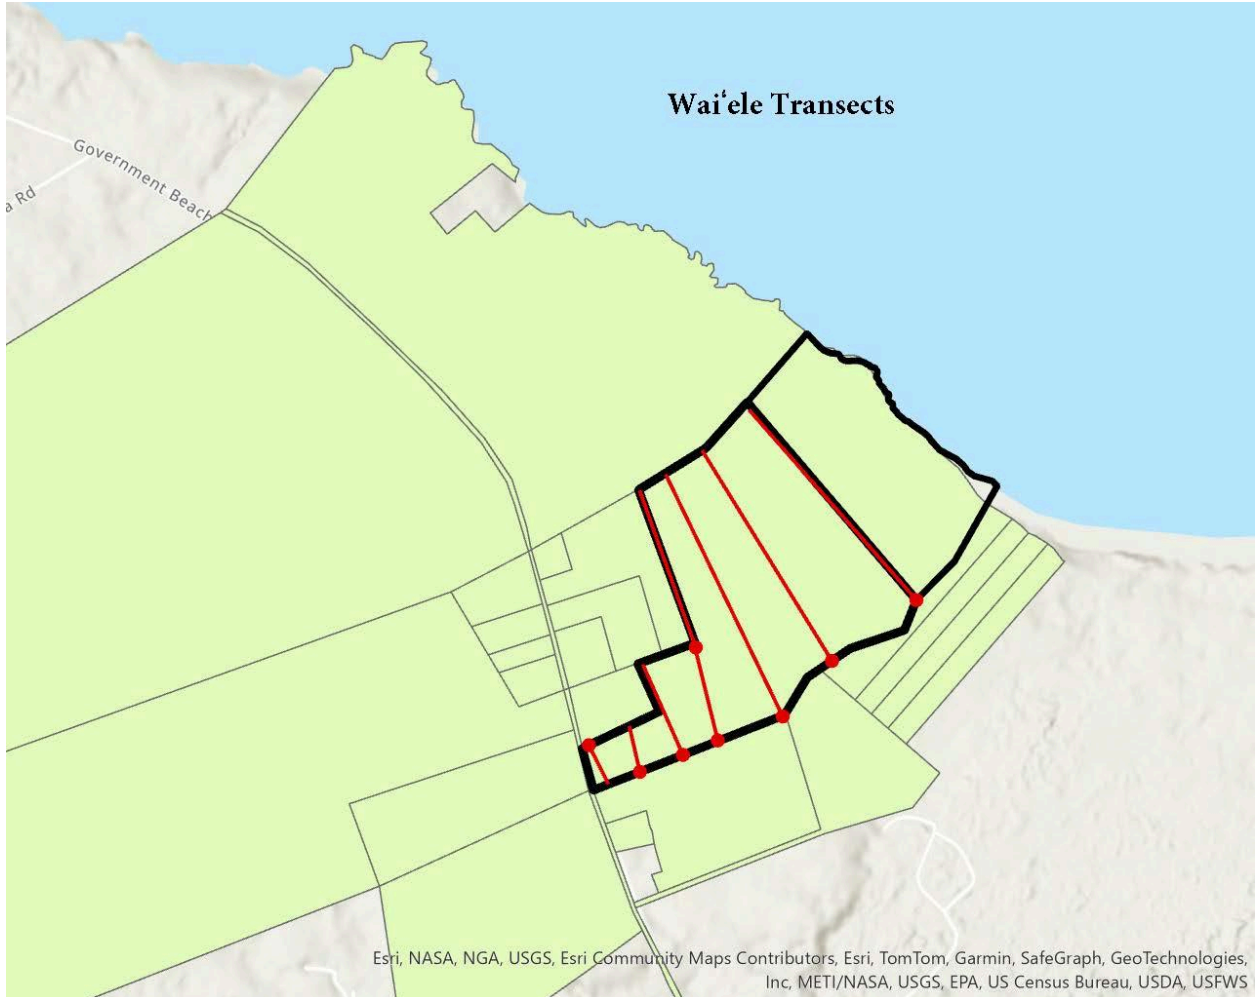 Waiʻele Transects
Government Beach
a Rd
Esri, NASA, NGA, USGS, Esri Community Maps Contributors, Esri, TomTom, Garmin, SafeGraph, GeoTechnologies,
Inc, METI/NASA, USGS, EPA, US Census Bureau, USDA, USFWS